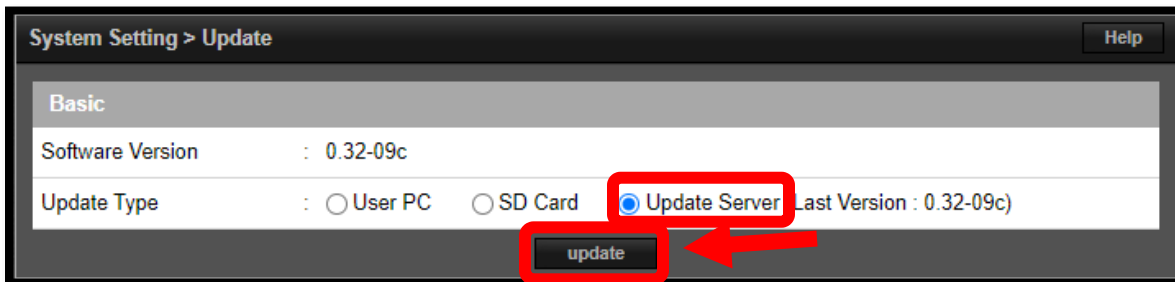 System Setting > Update Help
Basic
Software Version : 0.32-09c
Update Type : User PC SD Card Update Server Last Version : 0.32-09c)
update